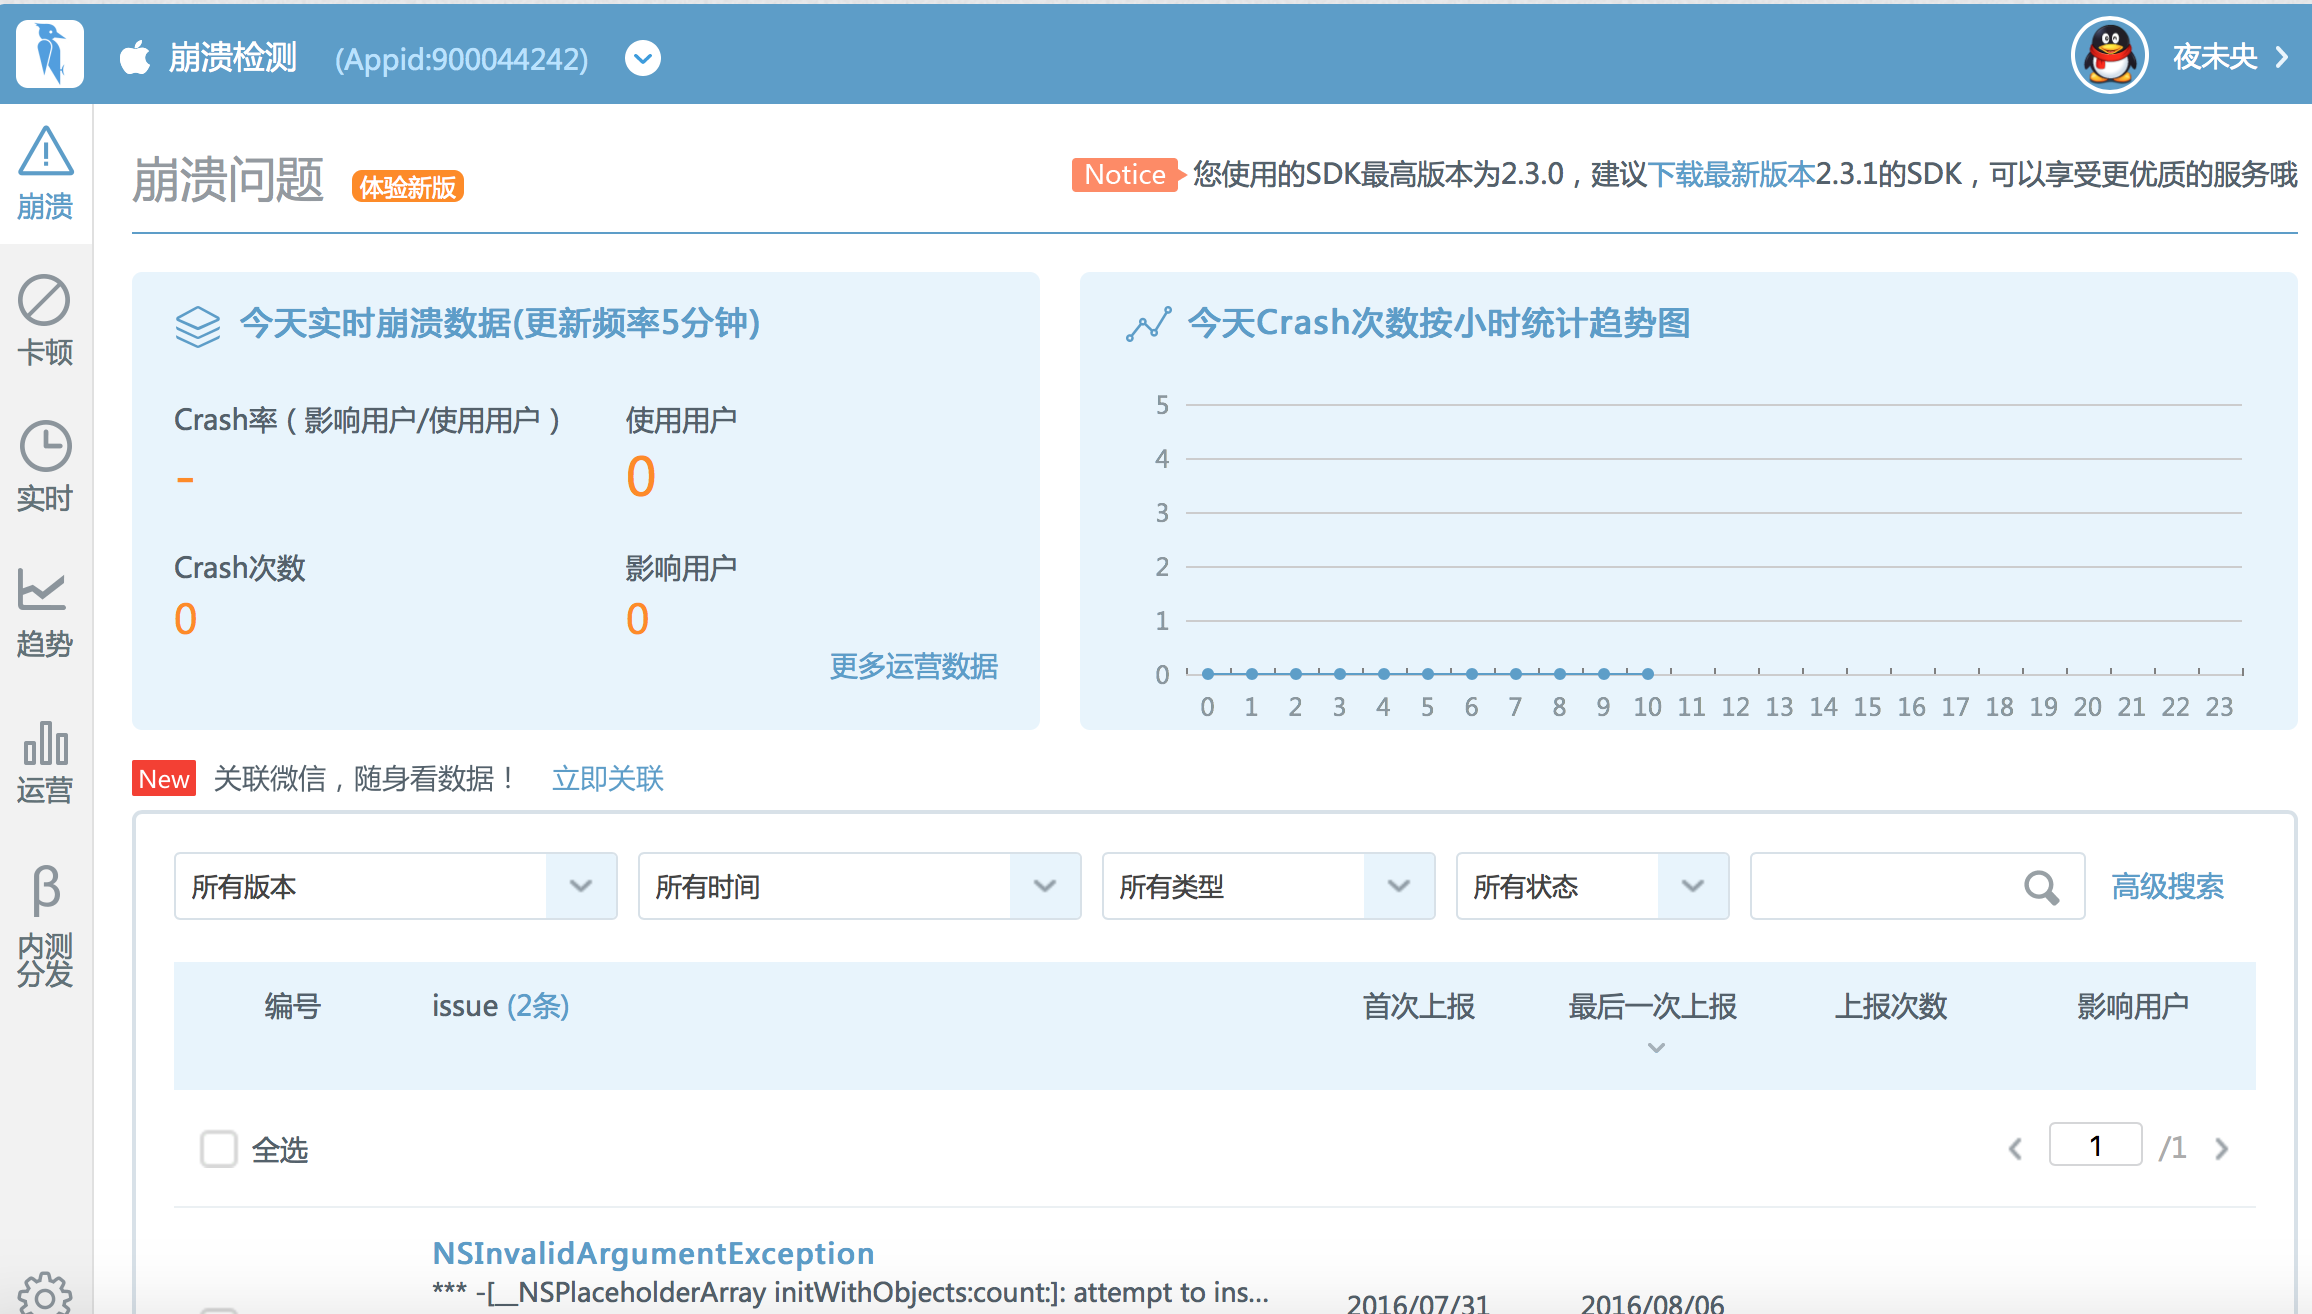 崩溃检测 (Appid:900044242)
夜未央
崩溃
卡顿
实时
趋势
运营
β
内测
分发
崩溃问题 体验新版
Notice 您使用的SDK最高版本为2.3.0，建议下载最新版本2.3.1的SDK，可以享受更优质的服务哦
今天实时崩溃数据(更新频率5分钟)
Crash率（影响用户/使用用户） 使用用户
- 0
Crash次数 影响用户
0 0
更多运营数据
今天Crash次数按小时统计趋势图
5
4
3
2
1
0
0 1 2 3 4 5 6 7 8 9 10 11 12 13 14 15 16 17 18 19 20 21 22 23
New 关联微信，随身看数据！ 立即关联
所有版本 所有时间 所有类型 所有状态 高级搜索
编号 issue (2条) 首次上报 最后一次上报 上报次数 影响用户
全选 1 /1
NSInvalidArgumentException
*** -[__NSPlaceholderArray initWithObjects:count:]: attempt to ins...
2016/07/31 2016/08/06